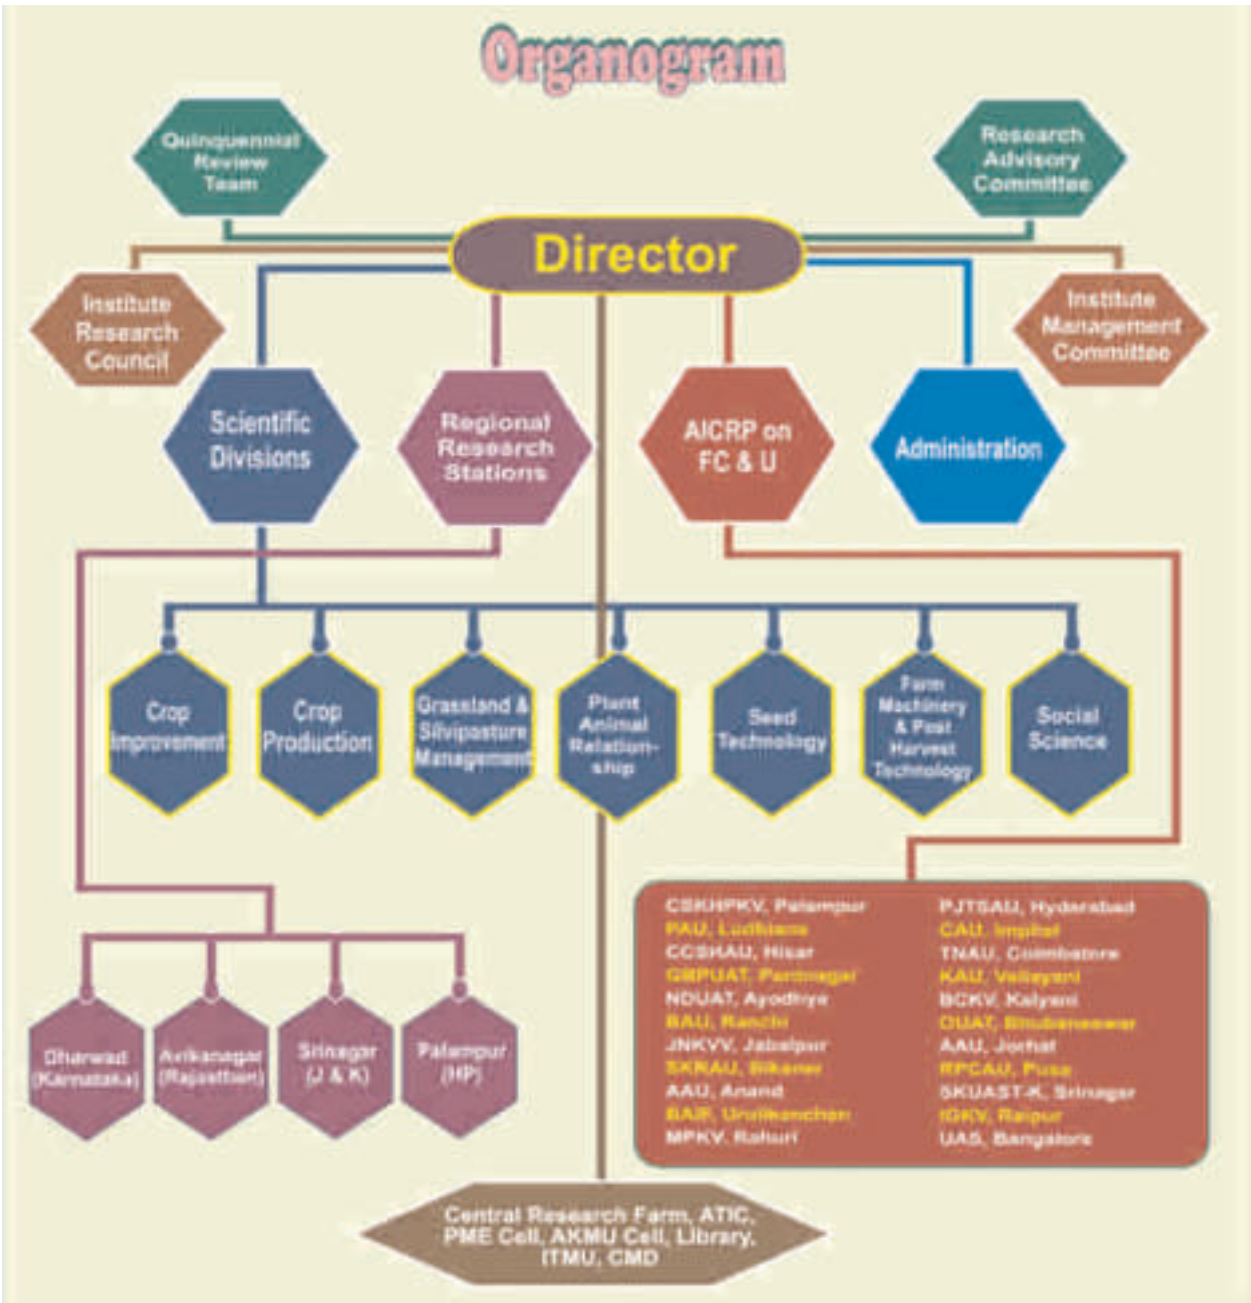 Organogram
Quinquennial
Review
Team
Research
Advisory
Committee
Director
Institute
Research
Council
Institute
Management
Committee
Scientific
Divisions
Regional
Research
Stations
AICRP on
FC & U
Administration
Crop
Improvement
Crop
Production
Grassland &
Silvipasture
Management
Plant
Animal
Relation-
ship
Seed
Technology
Farm
Machinery
& Post
Harvest
Technology
Social
Science
Dharwad
(Karnataka)
Avikanagar
(Rajasthan)
Srinagar
(J & K)
Palampur
(HP)
CSKHPKV, Palampur
PAU, Ludhiana
CCSHAU, Hisar
GBPUAT, Pantnagar
NDUAT, Ayodhya
BAU, Ranchi
JNKVV, Jabalpur
SKRAU, Bikaner
AAU, Anand
BAIF, Urulikanchan
MPKV, Rahuri
PJTSAU, Hyderabad
CAU, Imphal
TNAU, Coimbatore
KAU, Vellayani
BCKV, Kalyani
OUAT, Bhubaneswar
AAU, Jorhat
RPCAU, Pusa
SKUAST-K, Srinagar
IGKV, Raipur
UAS, Bangalore
Central Research Farm, ATIC,
PME Cell, AKMU Cell, Library,
ITMU, CMD